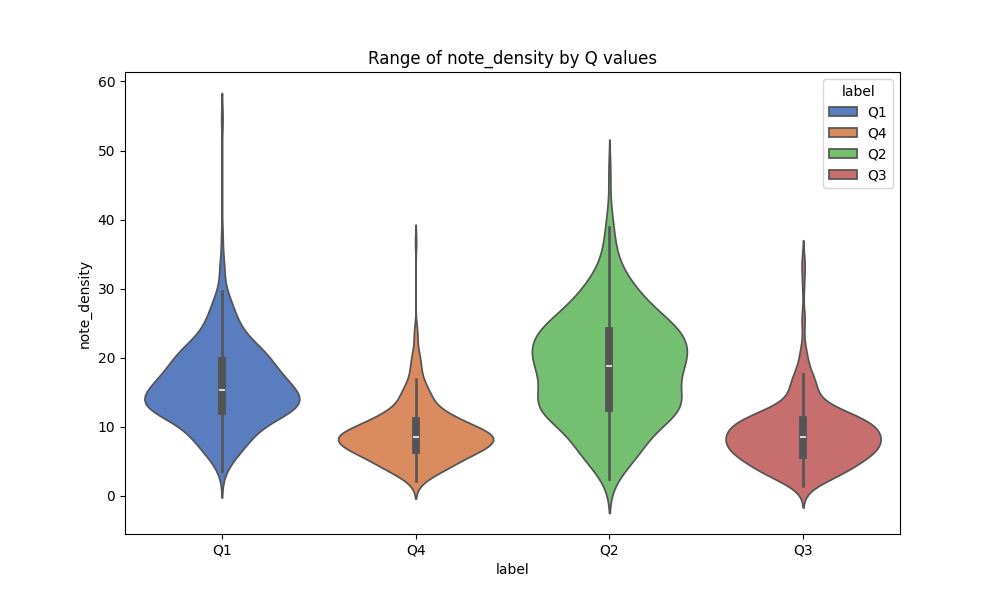 Range of note_density by Q values
label
Q1
Q4
Q2
Q3
note_density
60
50
40
30
20
10
0
Q1 Q4 Q2 Q3
label